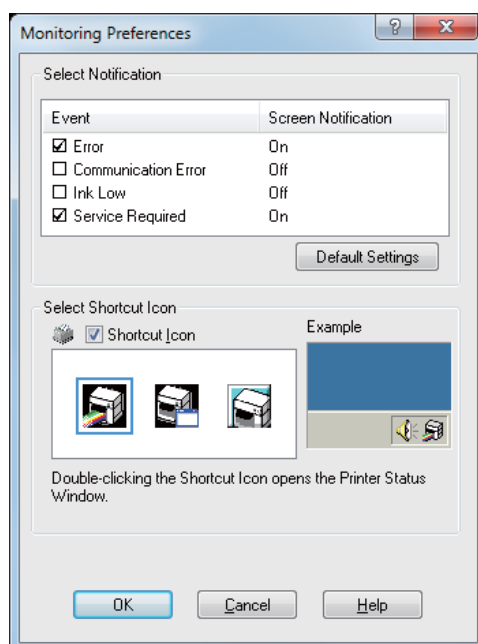 Monitoring Preferences
Select Notification
Event Screen Notification
Error On
Communication Error Off
Ink Low Off
Service Required On
Default Settings
Select Shortcut Icon
Shortcut Icon
Example
Double-clicking the Shortcut Icon opens the Printer Status
Window.
OK Cancel Help